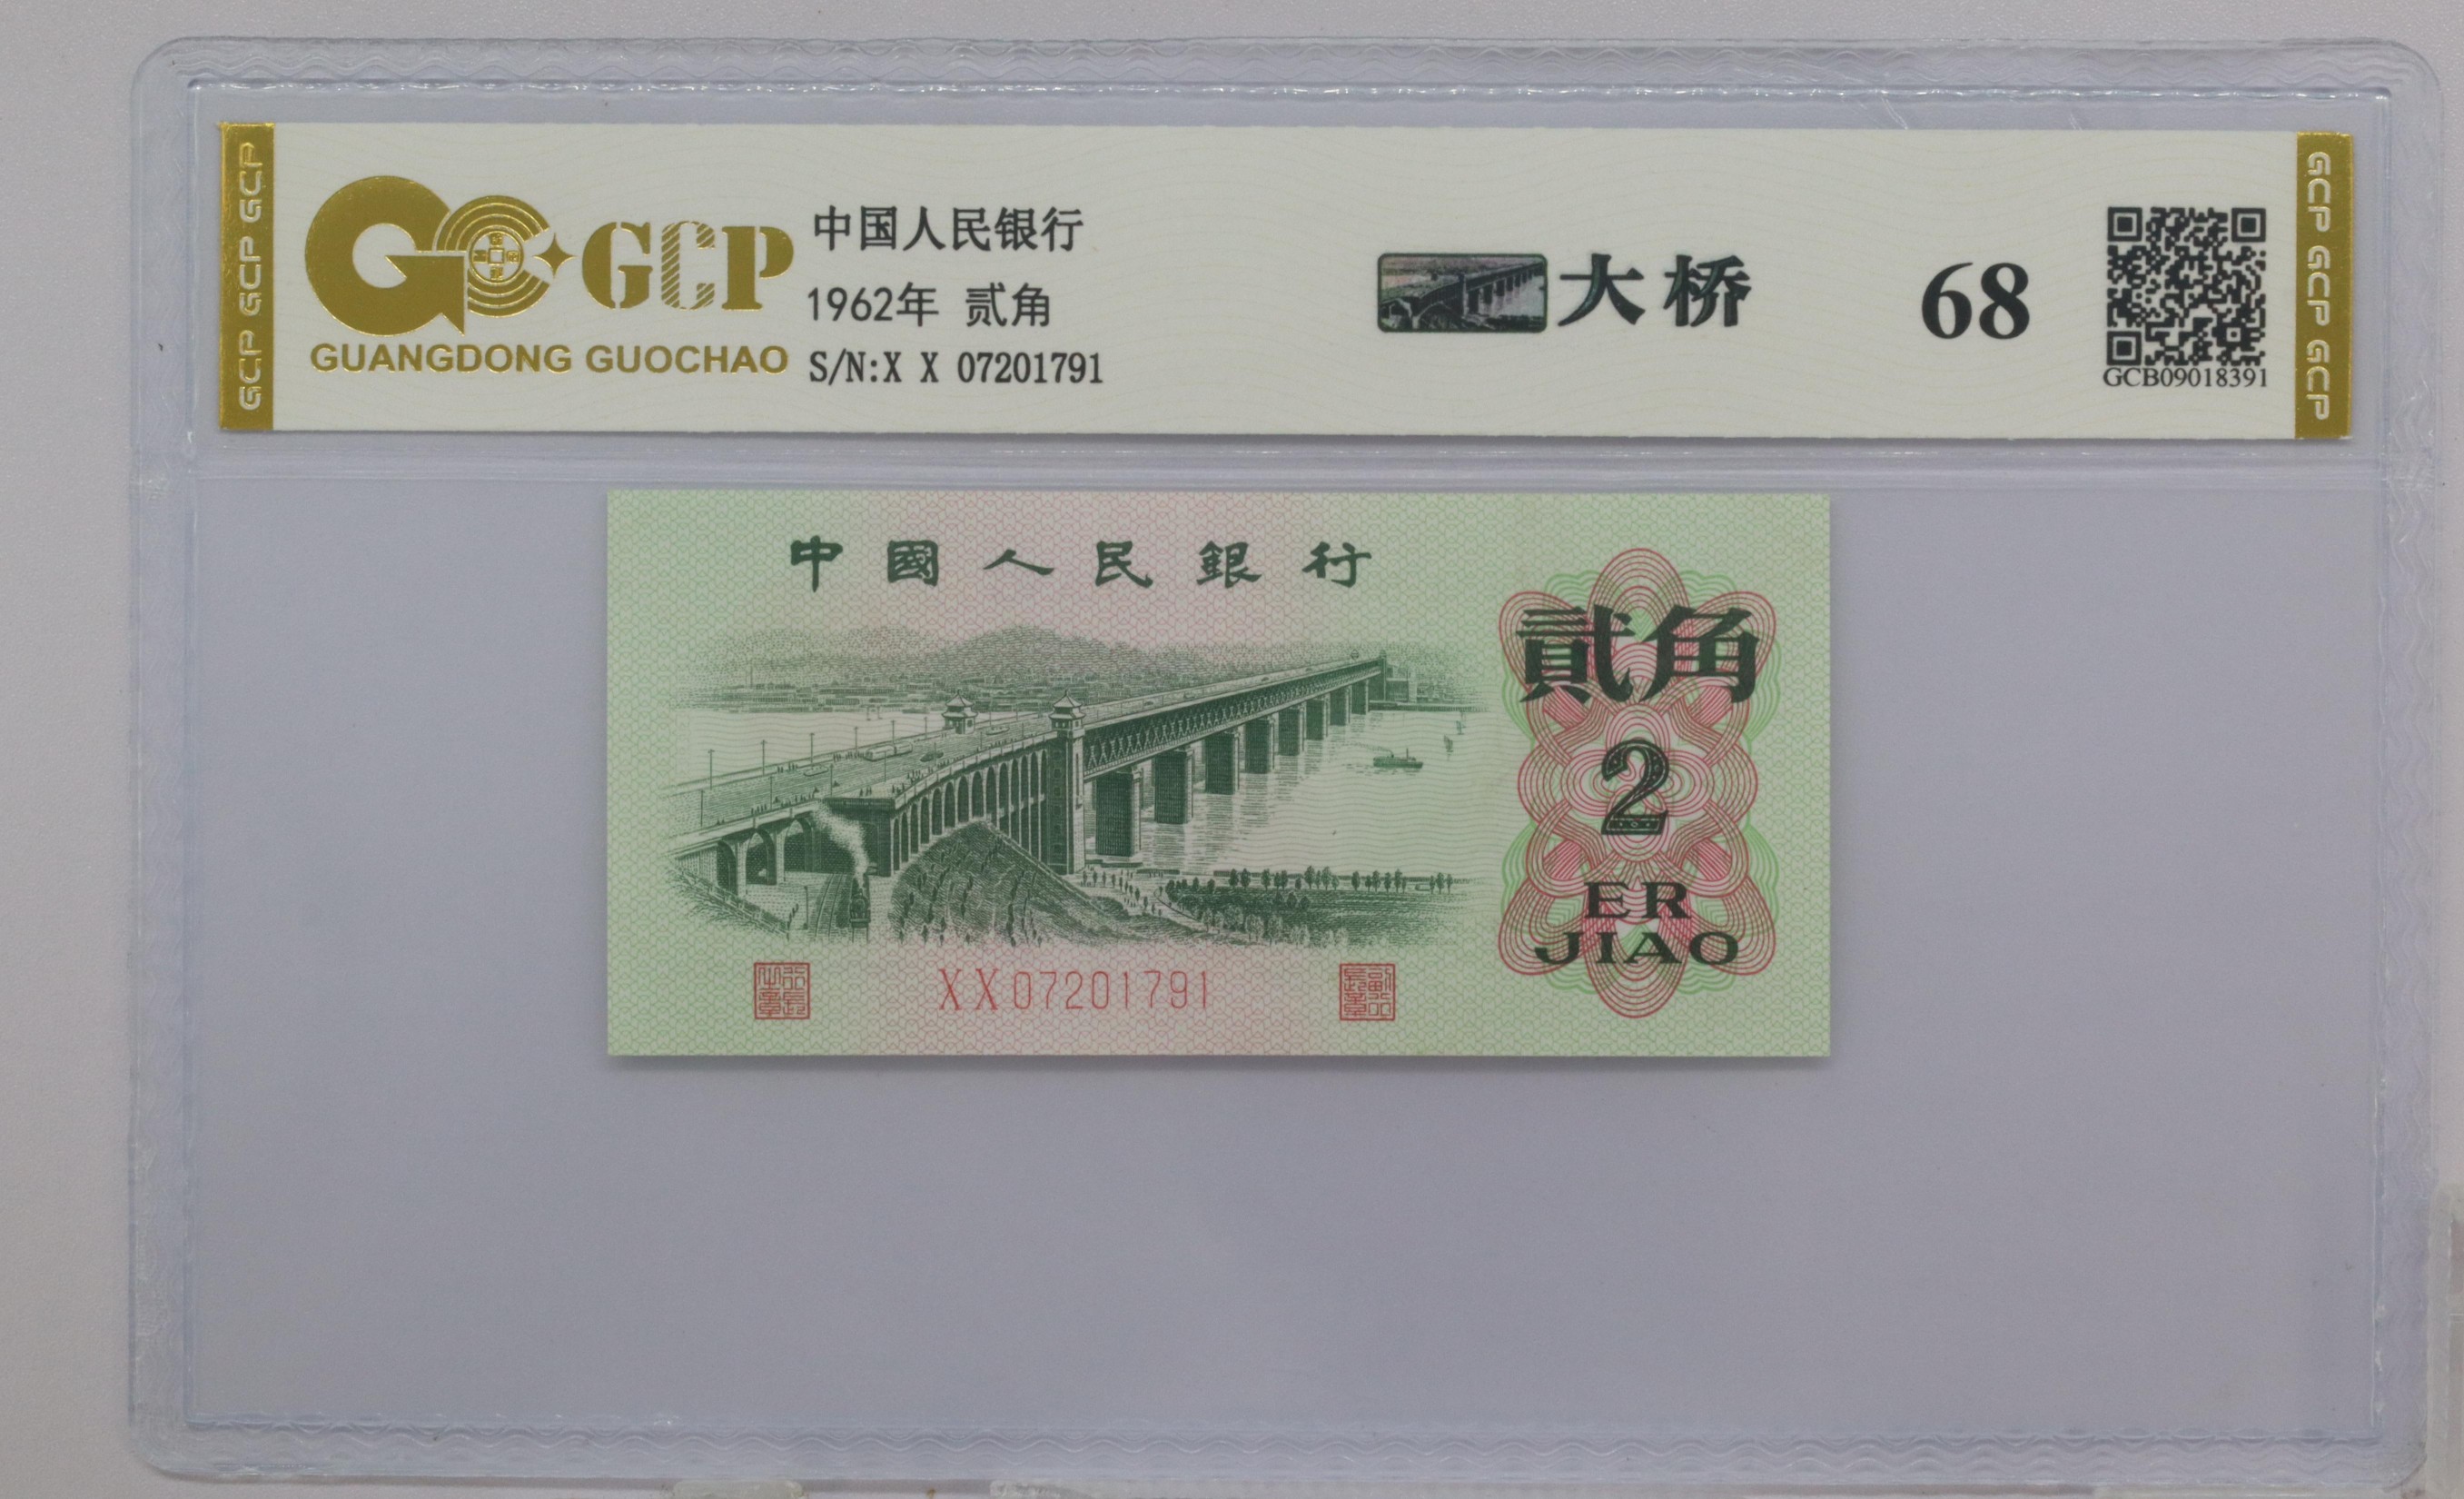 GCP GCP GCP
GCP
GUANGDONG GUOCHAO
中国人民银行
1962年 贰角
S/N:X X 07201791
大桥
68
GCB09018391
GCP GCP GCP
中國人民銀行
貳角
2
ER
JIAO
XX07201791